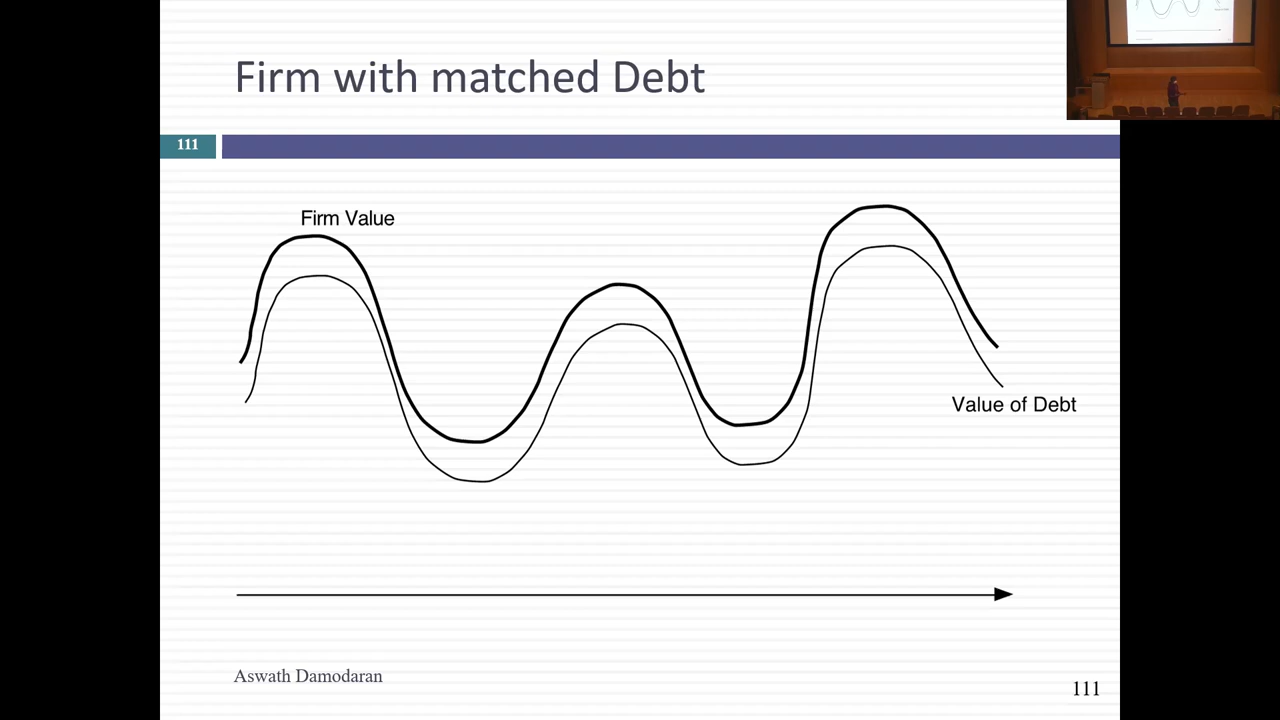 Firm with matched Debt
111
Firm Value
Value of Debt
Aswath Damodaran
111